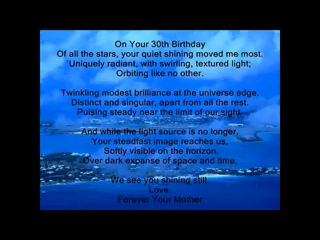 On Your 30th Birthday
Of all the stars, your quiet shining moved me most.
Uniquely radiant, with swirling, textured light;
Orbiting like no other.
Twinkling modest brilliance at the universe edge.
Distinct and singular, apart from all the rest.
Pulsing steady near the limit of our sight.
And while the light source is no longer,
Your steadfast image reaches us,
Softly visible on the horizon,
Over dark expanse of space and time.
We see you shining still.
Love,
Forever Your Mother